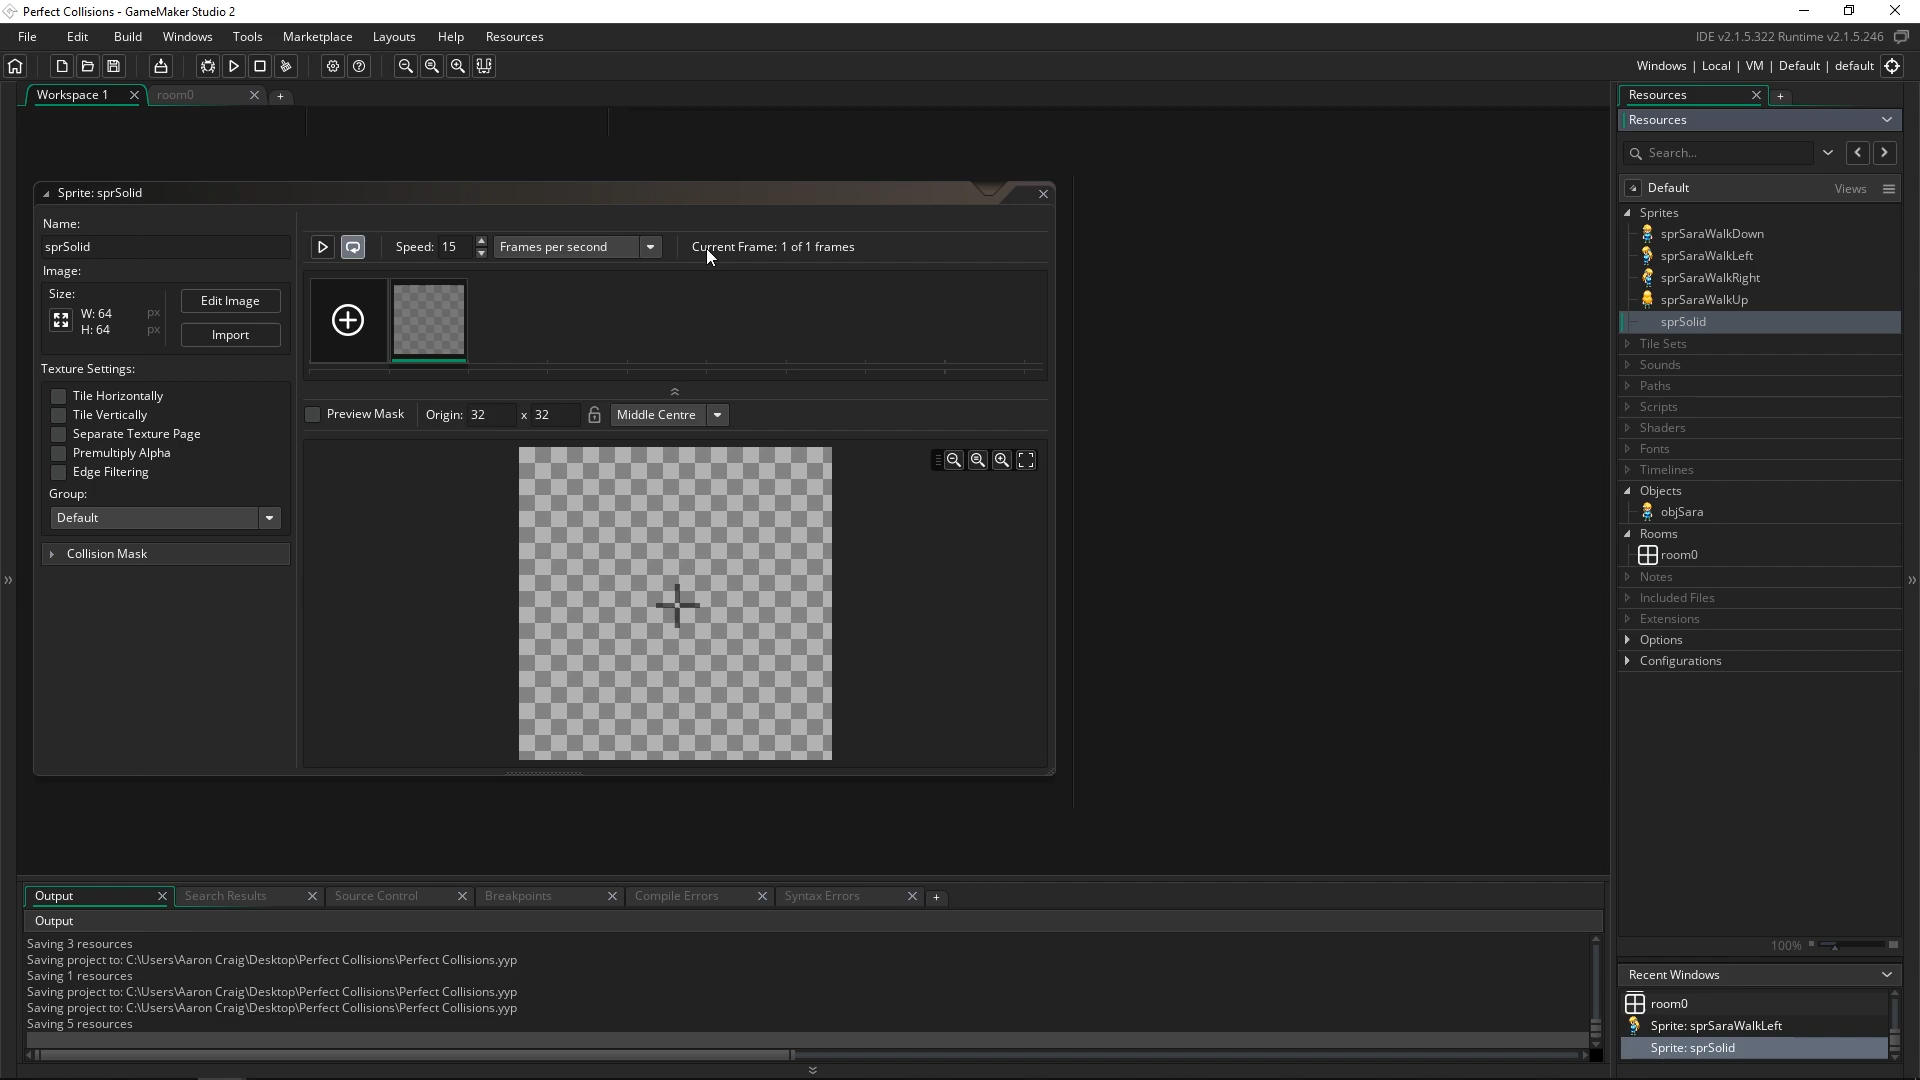 Perfect Collisions - GameMaker Studio 2
File Edit Build Windows Tools Marketplace Layouts Help Resources
IDE v2.1.5.322 Runtime v2.1.5.246
Windows | Local | VM | Default | default
Workspace 1
room0
Sprite: sprSolid
Name:
sprSolid
Image:
Size:
W: 64 px
H: 64 px
Edit Image
Import
Texture Settings:
Tile Horizontally
Tile Vertically
Separate Texture Page
Premultiply Alpha
Edge Filtering
Group:
Default
Collision Mask
Speed: 15
Frames per second
Current Frame: 1 of 1 frames
Preview Mask
Origin: 32 x 32
Middle Centre
Output
Search Results
Source Control
Breakpoints
Compile Errors
Syntax Errors
Output
Saving 3 resources
Saving project to: C:\Users\Aaron Craig\Desktop\Perfect Collisions\Perfect Collisions.yyp
Saving 1 resources
Saving project to: C:\Users\Aaron Craig\Desktop\Perfect Collisions\Perfect Collisions.yyp
Saving project to: C:\Users\Aaron Craig\Desktop\Perfect Collisions\Perfect Collisions.yyp
Saving 5 resources
Resources
Resources
Search...
Default
Views
Sprites
sprSaraWalkDown
sprSaraWalkLeft
sprSaraWalkRight
sprSaraWalkUp
sprSolid
Tile Sets
Sounds
Paths
Scripts
Shaders
Fonts
Timelines
Objects
objSara
Rooms
room0
Notes
Included Files
Extensions
Options
Configurations
100%
Recent Windows
room0
Sprite: sprSaraWalkLeft
Sprite: sprSolid